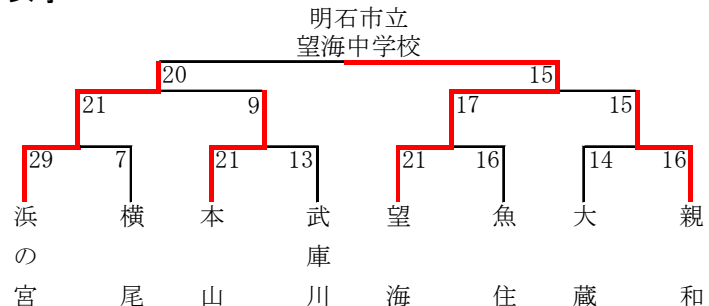 明石市立
望海中学校
20 15
21 9 17 15
29 7 21 13 21 16 14 16
浜の宮 横尾 本山 武庫川 望海 魚住 大蔵 親和